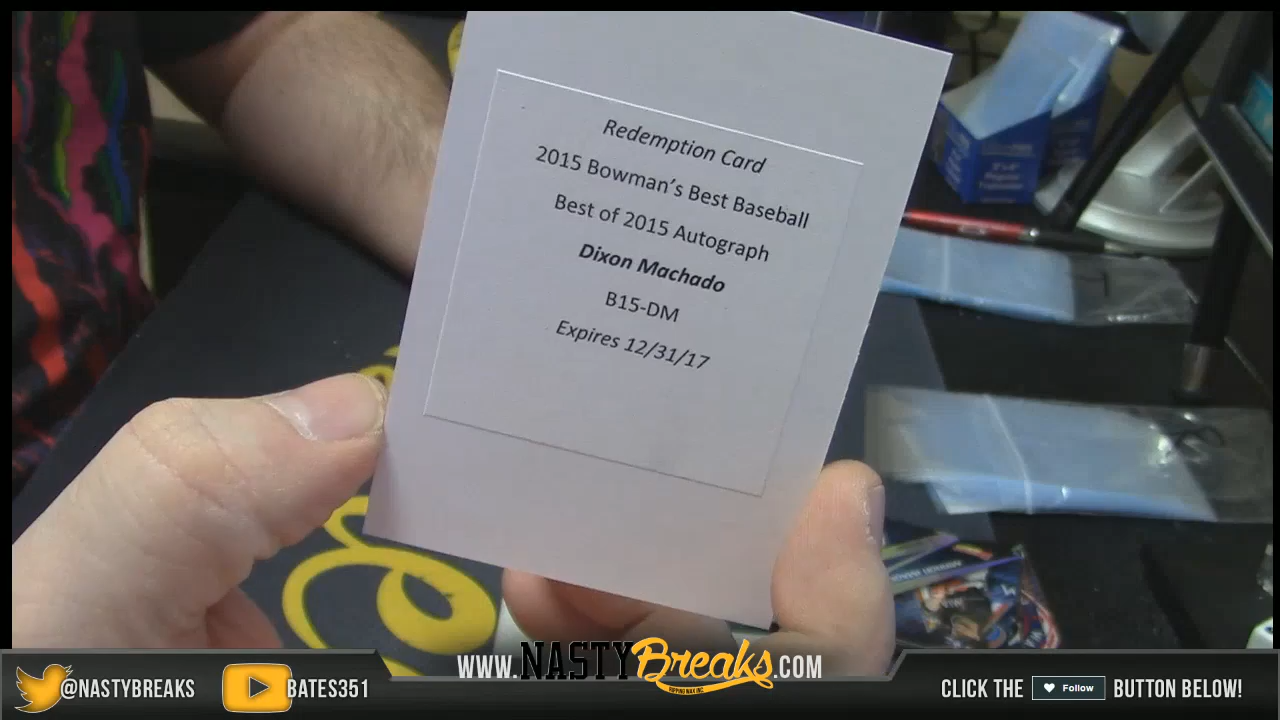 Redemption Card
2015 Bowman's Best Baseball
Best of 2015 Autograph
Dixon Machado
B15-DM
Expires 12/31/17
@NASTYBREAKS
BATES351
WWW.NASTYBreaks.COM
CLICK THE Follow BUTTON BELOW!